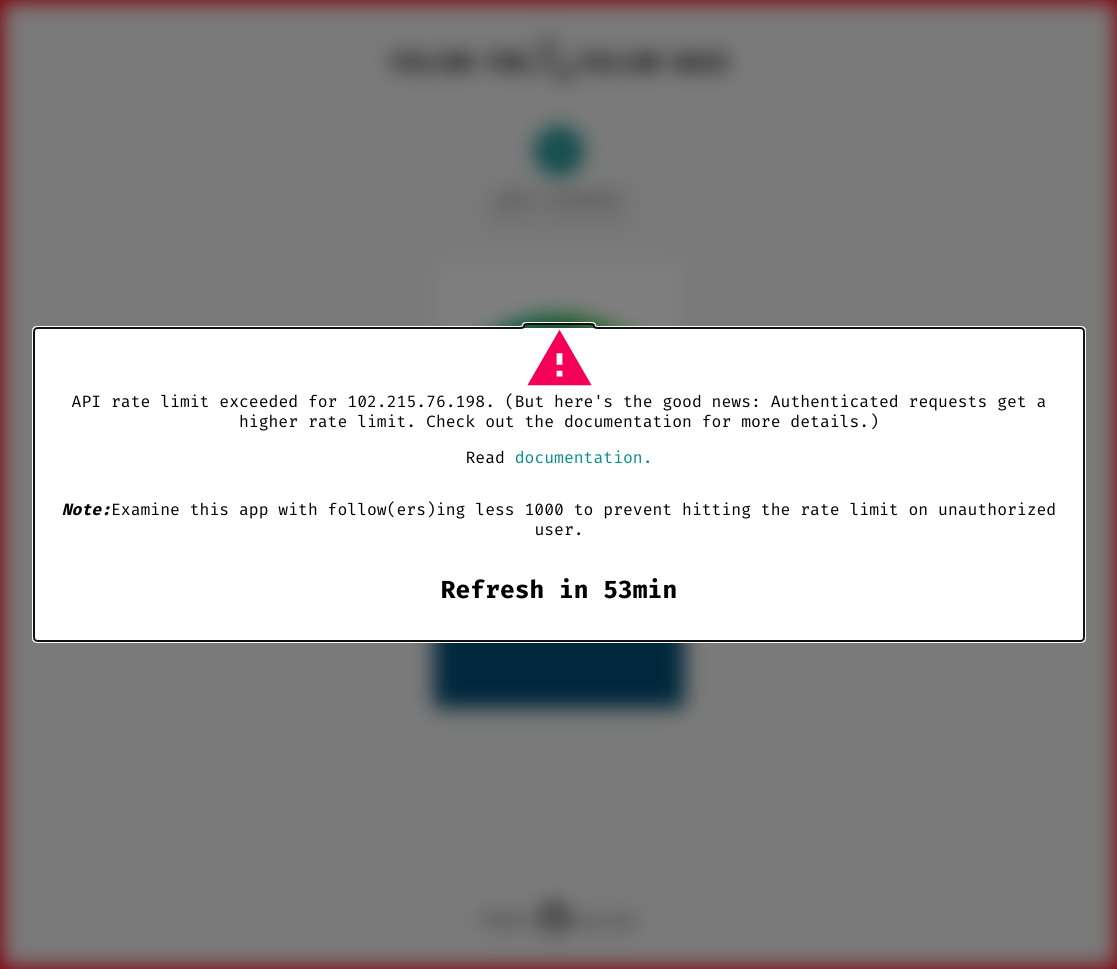 API rate limit exceeded for 102.215.76.198. (But here's the good news: Authenticated requests get a
higher rate limit. Check out the documentation for more details.)
Read documentation.
Note:Examine this app with follow(ers)ing less 1000 to prevent hitting the rate limit on unauthorized
user.
Refresh in 53min